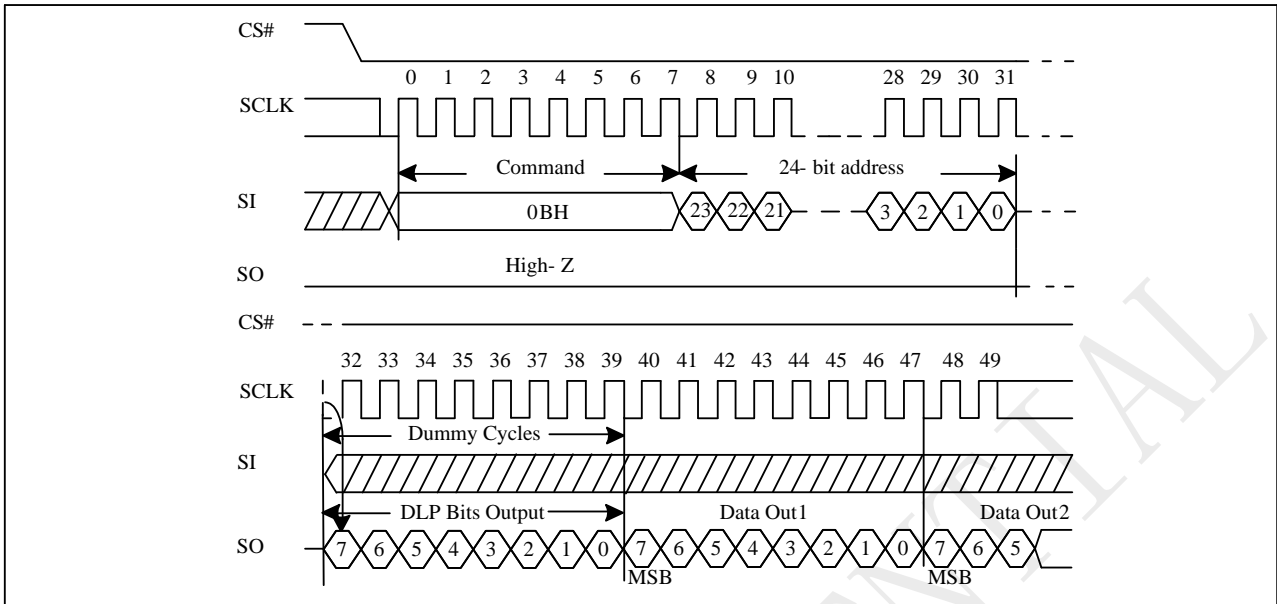 CS#
0 1 2 3 4 5 6 7 8 9 10 28 29 30 31
SCLK
Command 24- bit address
SI
0BH 23 22 21 3 2 1 0
High- Z
SO
CS#
32 33 34 35 36 37 38 39 40 41 42 43 44 45 46 47 48 49
SCLK
Dummy Cycles
SI
DLP Bits Output Data Out1 Data Out2
SO 7 6 5 4 3 2 1 0 7 6 5 4 3 2 1 0 7 6 5
MSB MSB
NTIAL